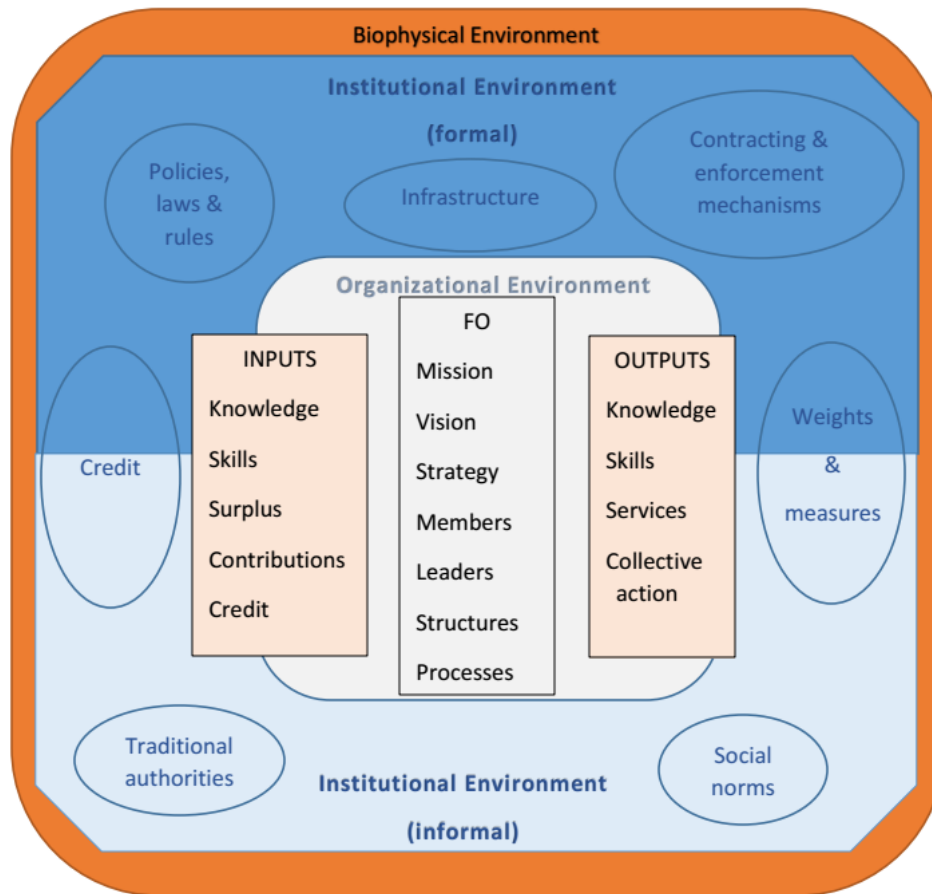 Biophysical Environment
Institutional Environment
(formal)
Policies,
laws &
rules
Infrastructure
Contracting &
enforcement
mechanisms
Organizational Environment
INPUTS
Knowledge
Skills
Surplus
Contributions
Credit
FO
Mission
Vision
Strategy
Members
Leaders
Structures
Processes
OUTPUTS
Knowledge
Skills
Services
Collective
action
Credit
Weights
&
measures
Traditional
authorities
Institutional Environment
(informal)
Social
norms